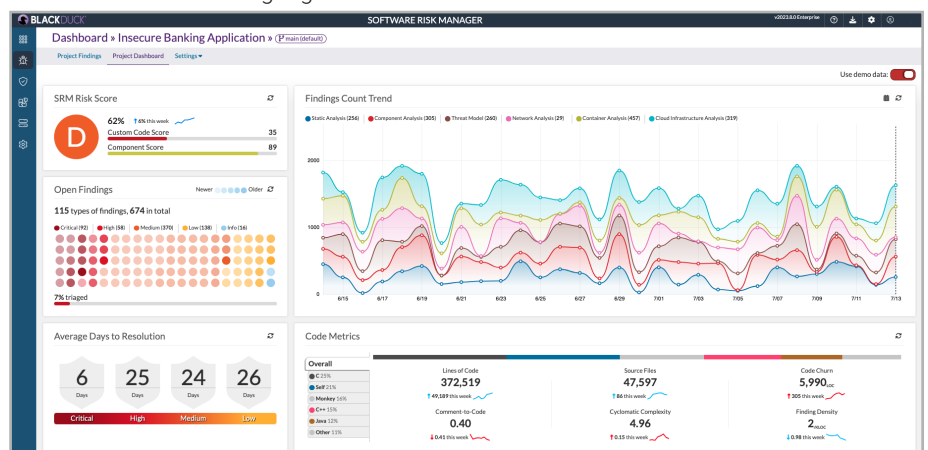 BLACKDUCK
SOFTWARE RISK MANAGER
v2023.8.0 Enterprise
Dashboard » Insecure Banking Application » main (default)
Project Findings Project Dashboard Settings
Use demo data:
SRM Risk Score
D
62% 6% this week
Custom Code Score 35
Component Score 89
Findings Count Trend
Static Analysis (256) Component Analysis (305) Threat Model (260) Network Analysis (29) Container Analysis (457) Cloud Infrastructure Analysis (319)
2000
1000
0
6/15 6/17 6/19 6/21 6/23 6/25 6/27 6/29 7/01 7/03 7/05 7/07 7/09 7/11 7/13
Open Findings
Newer Older
115 types of findings, 674 in total
Critical (92) High (58) Medium (370) Low (138) Info (16)
7% triaged
Average Days to Resolution
6 25 24 26
Days Days Days Days
Critical High Medium Low
Code Metrics
Overall
C 25%
Self 21%
Monkey 16%
C++ 15%
Java 12%
Other 11%
Lines of Code
372,519
49,189 this week
Source Files
47,597
86 this week
Code Churn
5,990 LOC
305 this week
Comment-to-Code
0.40
0.41 this week
Cyclomatic Complexity
4.96
0.15 this week
Finding Density
2/KLOC
0.98 this week